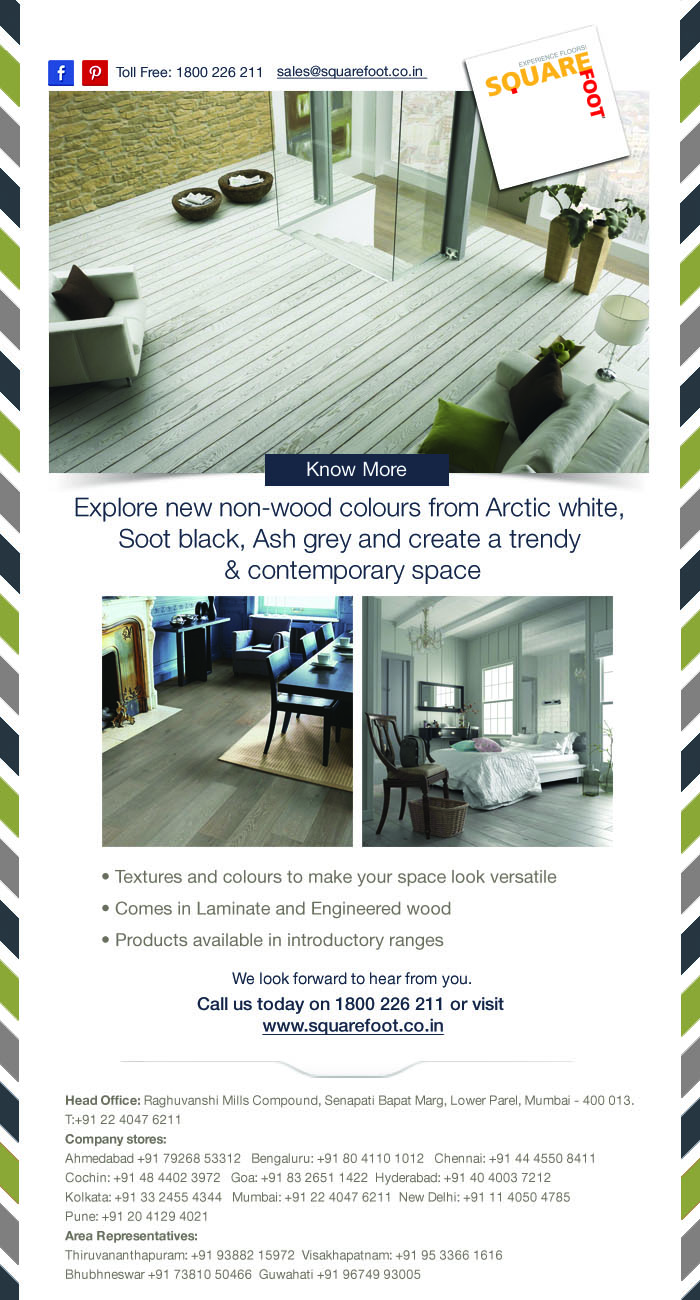 Toll Free: 1800 226 211 sales@squarefoot.co.in
EXPERIENCE FLOORS!
SQUARE
FOOT
Know More
Explore new non-wood colours from Arctic white,
Soot black, Ash grey and create a trendy
& contemporary space
• Textures and colours to make your space look versatile
• Comes in Laminate and Engineered wood
• Products available in introductory ranges
We look forward to hear from you.
Call us today on 1800 226 211 or visit
www.squarefoot.co.in
Head Office: Raghuvanshi Mills Compound, Senapati Bapat Marg, Lower Parel, Mumbai - 400 013.
T:+91 22 4047 6211
Company stores:
Ahmedabad +91 79268 53312 Bengaluru: +91 80 4110 1012 Chennai: +91 44 4550 8411
Cochin: +91 48 4402 3972 Goa: +91 83 2651 1422 Hyderabad: +91 40 4003 7212
Kolkata: +91 33 2455 4344 Mumbai: +91 22 4047 6211 New Delhi: +91 11 4050 4785
Pune: +91 20 4129 4021
Area Representatives:
Thiruvananthapuram: +91 93882 15972 Visakhapatnam: +91 95 3366 1616
Bhubhneswar +91 73810 50466 Guwahati +91 96749 93005